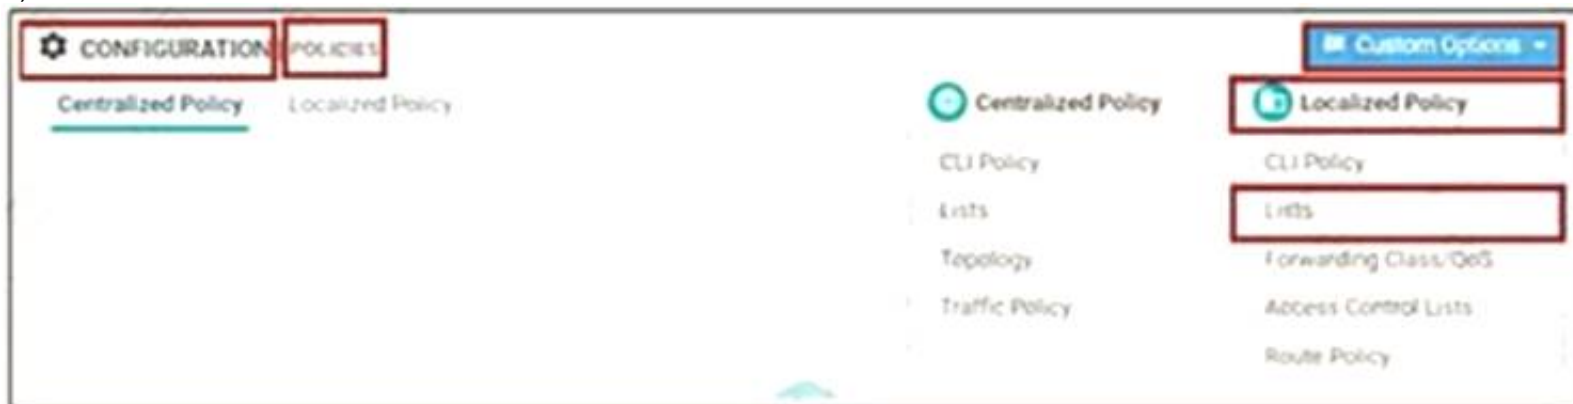 CONFIGURATION POLICIES
Custom Options
Centralized Policy Localized Policy
Centralized Policy
CLI Policy
Lists
Topology
Traffic Policy
Localized Policy
CLI Policy
Lists
Forwarding Class/QoS
Access Control Lists
Route Policy